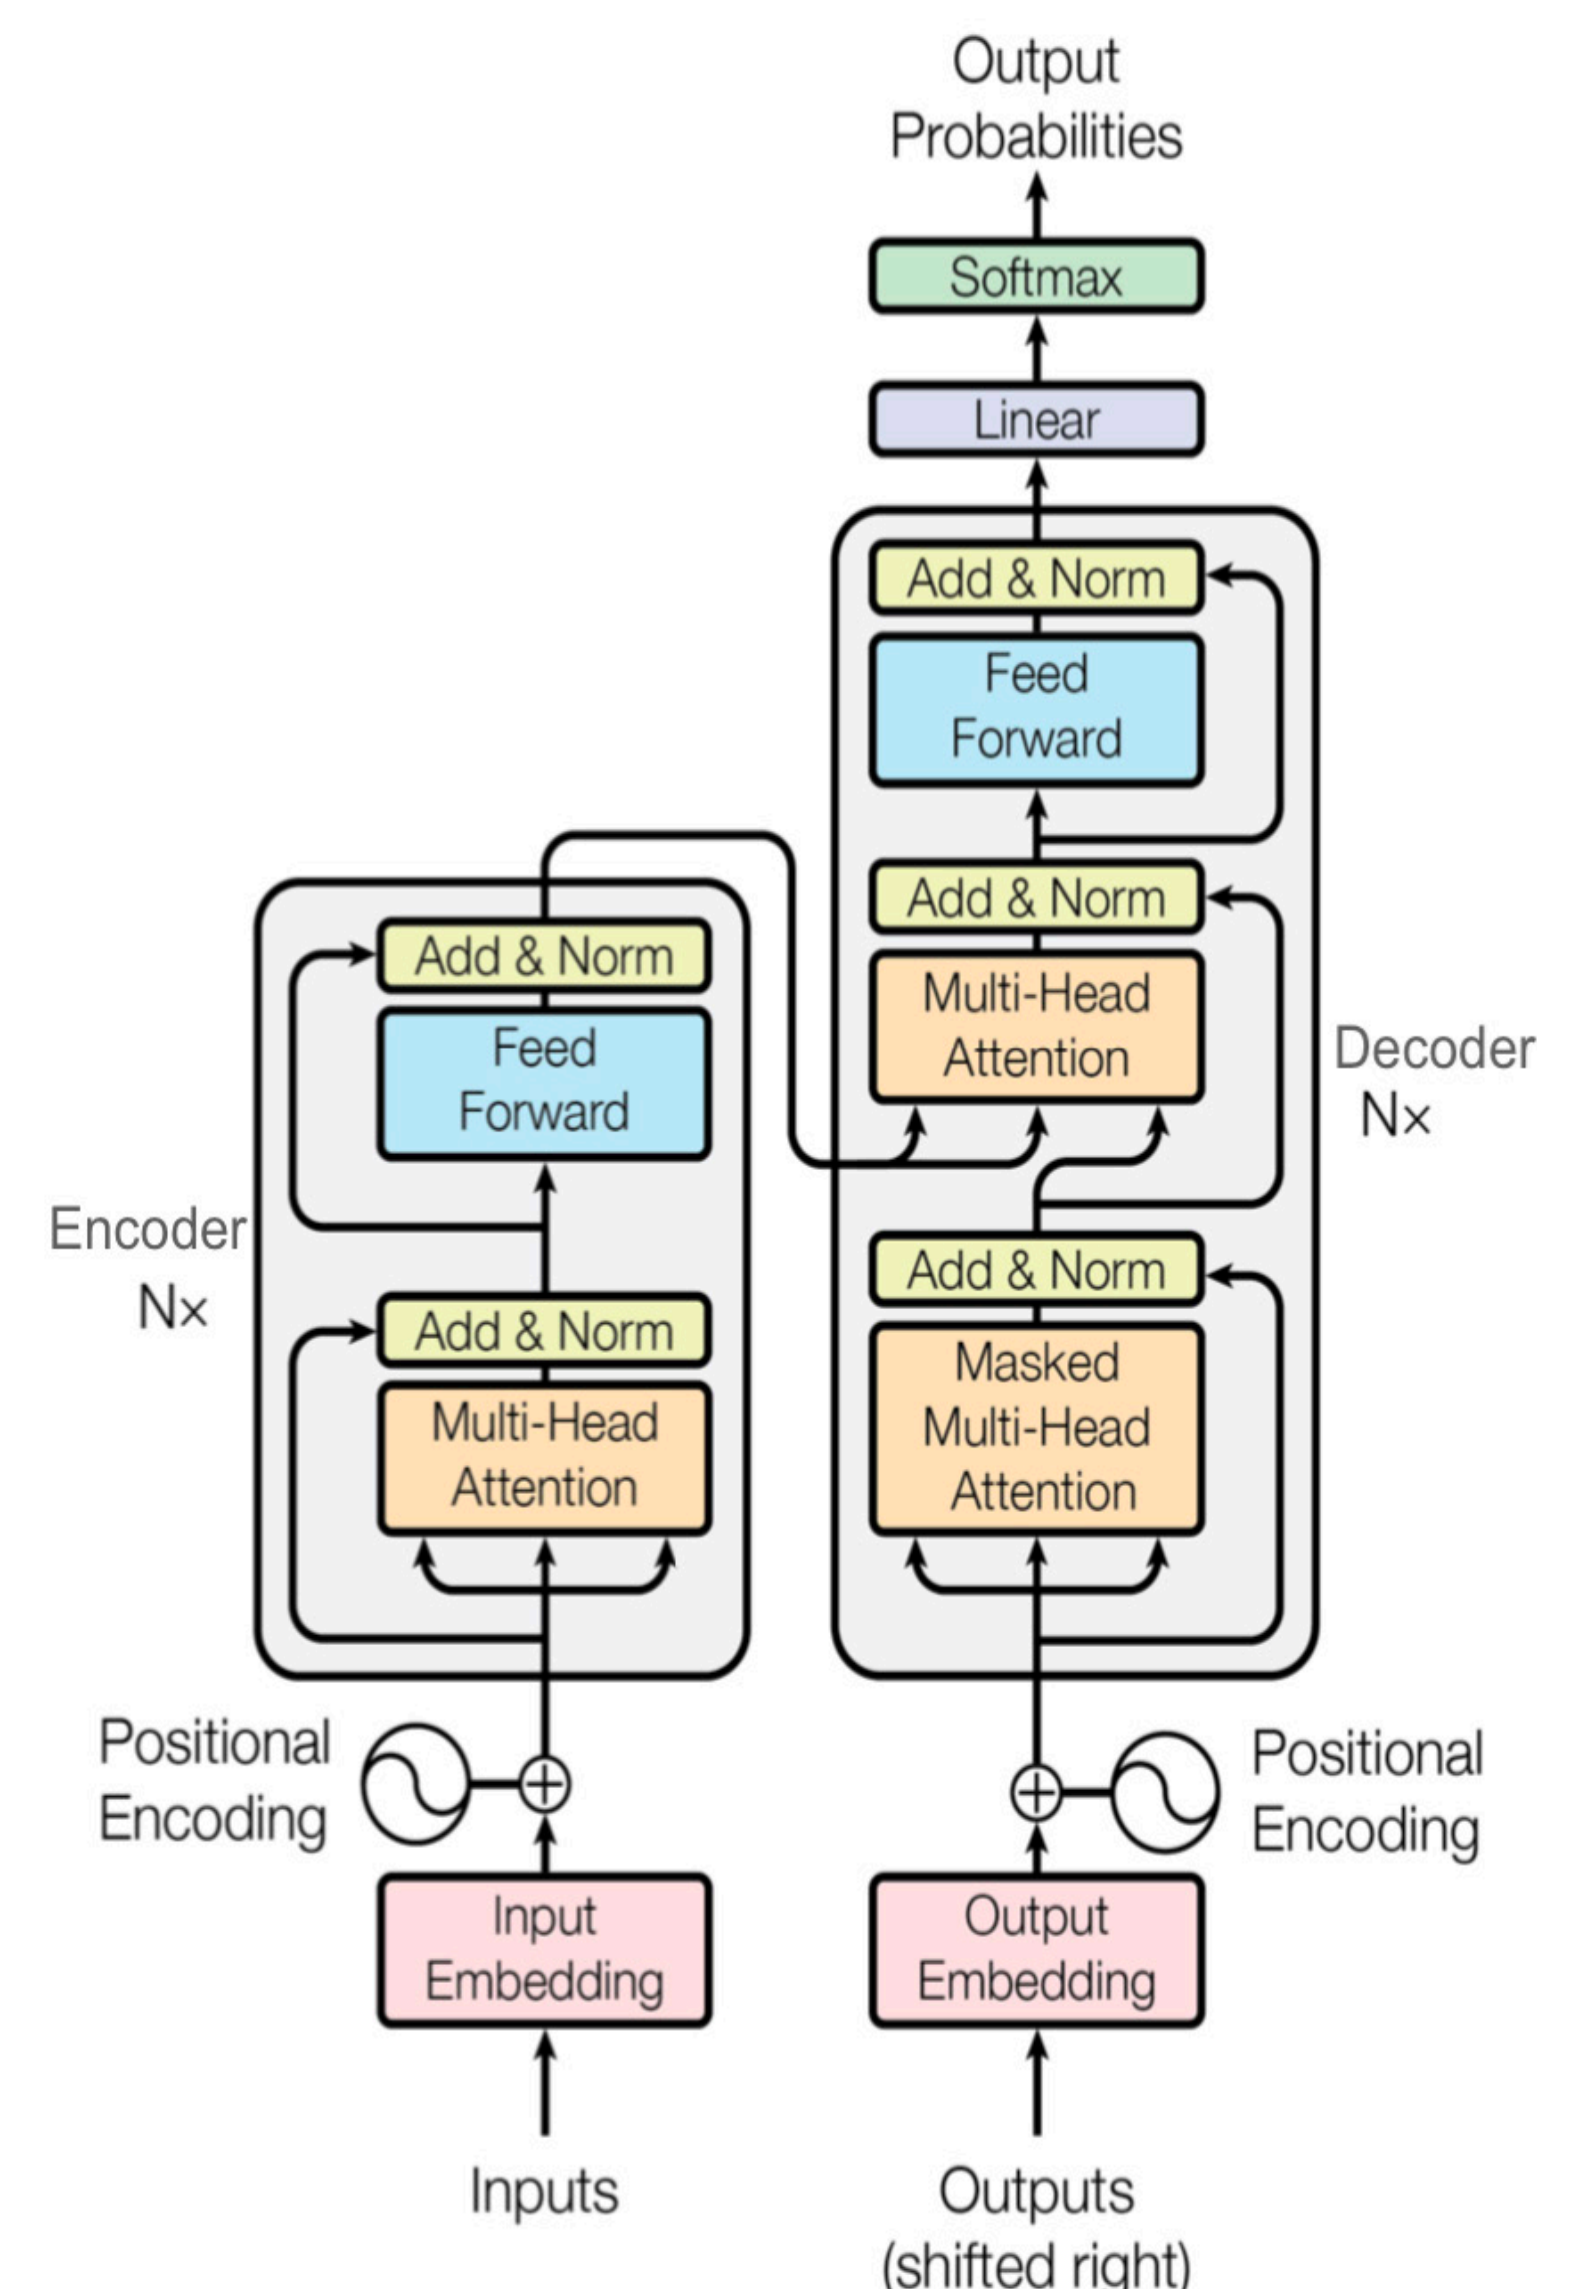 Output
Probabilities
Softmax
Linear
Add & Norm
Feed
Forward
Add & Norm
Multi-Head
Attention
Add & Norm
Masked
Multi-Head
Attention
Decoder
Nx
Add & Norm
Feed
Forward
Add & Norm
Multi-Head
Attention
Encoder
Nx
Positional
Encoding
Positional
Encoding
Input
Embedding
Output
Embedding
Inputs
Outputs
(shifted right)